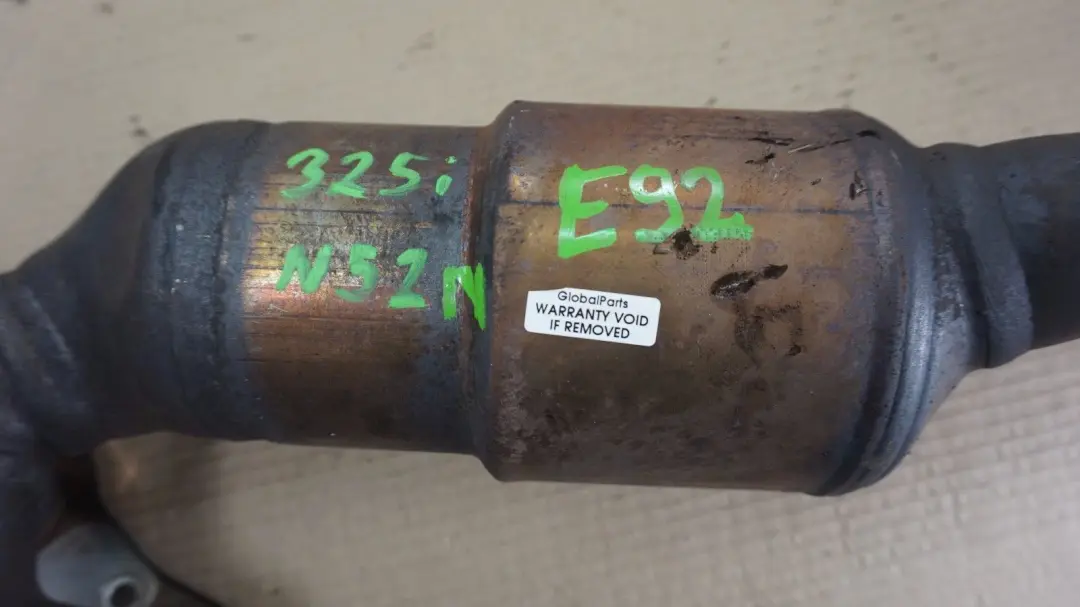 325i
E92
N52N
GlobalParts
WARRANTY VOID
IF REMOVED